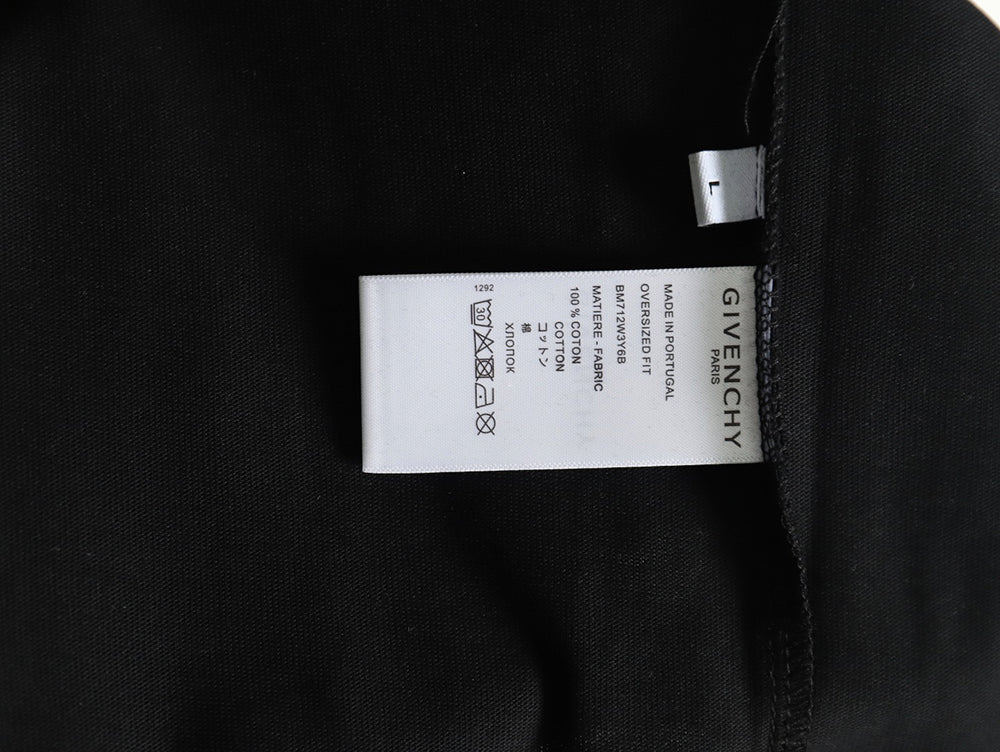 L
GIVENCHY
PARIS
MADE IN PORTUGAL
OVERSIZED FIT
BM712W3Y6B
MATIERE - FABRIC
100% COTON
COTTON
コットン
棉
ХЛОПОК
30
1292